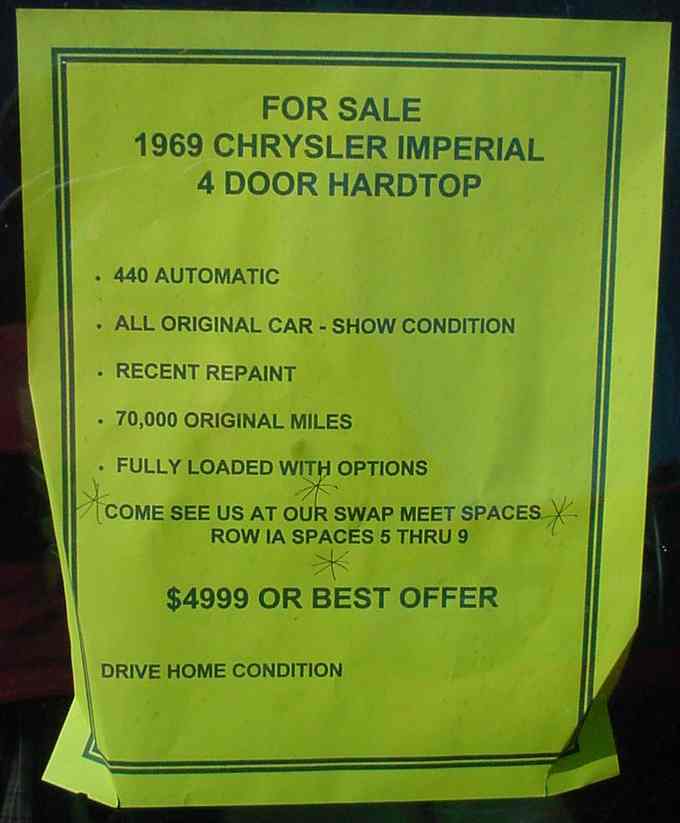 FOR SALE
1969 CHRYSLER IMPERIAL
4 DOOR HARDTOP
• 440 AUTOMATIC
• ALL ORIGINAL CAR - SHOW CONDITION
• RECENT REPAINT
• 70,000 ORIGINAL MILES
• FULLY LOADED WITH OPTIONS
COME SEE US AT OUR SWAP MEET SPACES
ROW IA SPACES 5 THRU 9
$4999 OR BEST OFFER
DRIVE HOME CONDITION